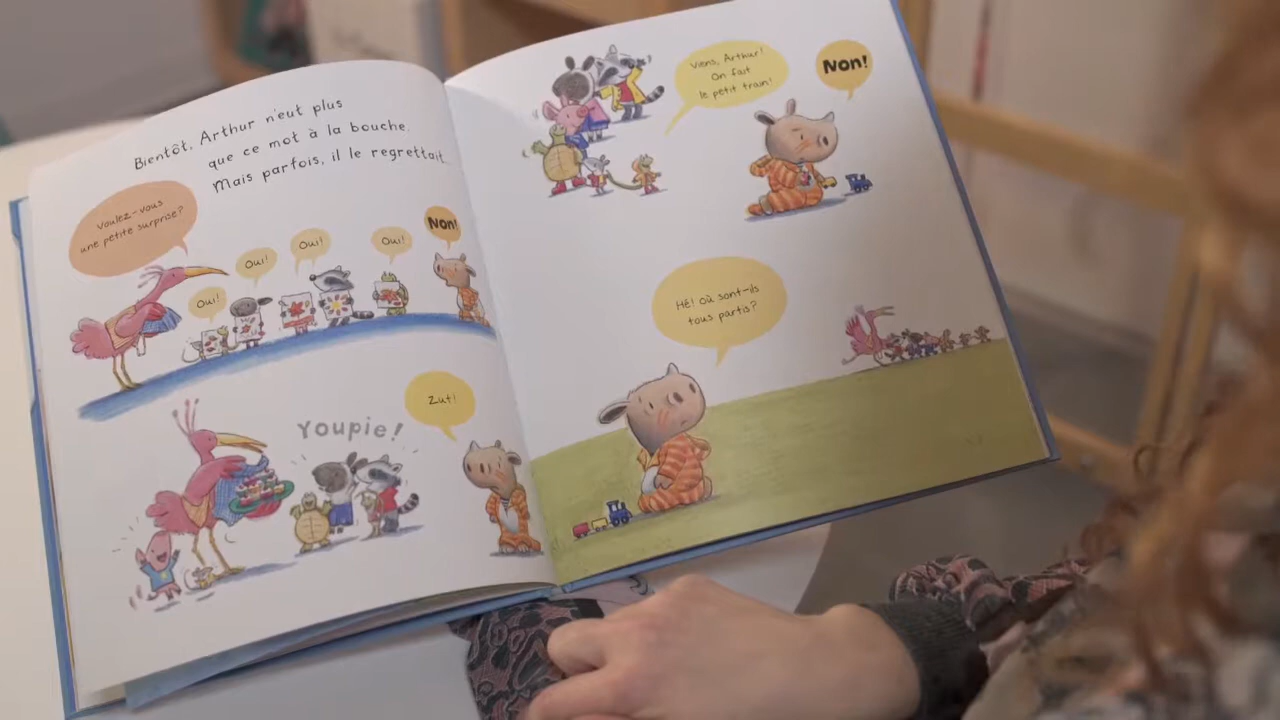 Bientôt, Arthur n'eut plus
que ce mot à la bouche.
Mais parfois, il le regrettait.
Voulez-vous
une petite surprise?
Oui!
Oui!
Oui!
Oui!
Non!
Youpie!
Zut!
Viens, Arthur!
On fait
le petit train!
Non!
Hé! Où sont-ils
tous partis?